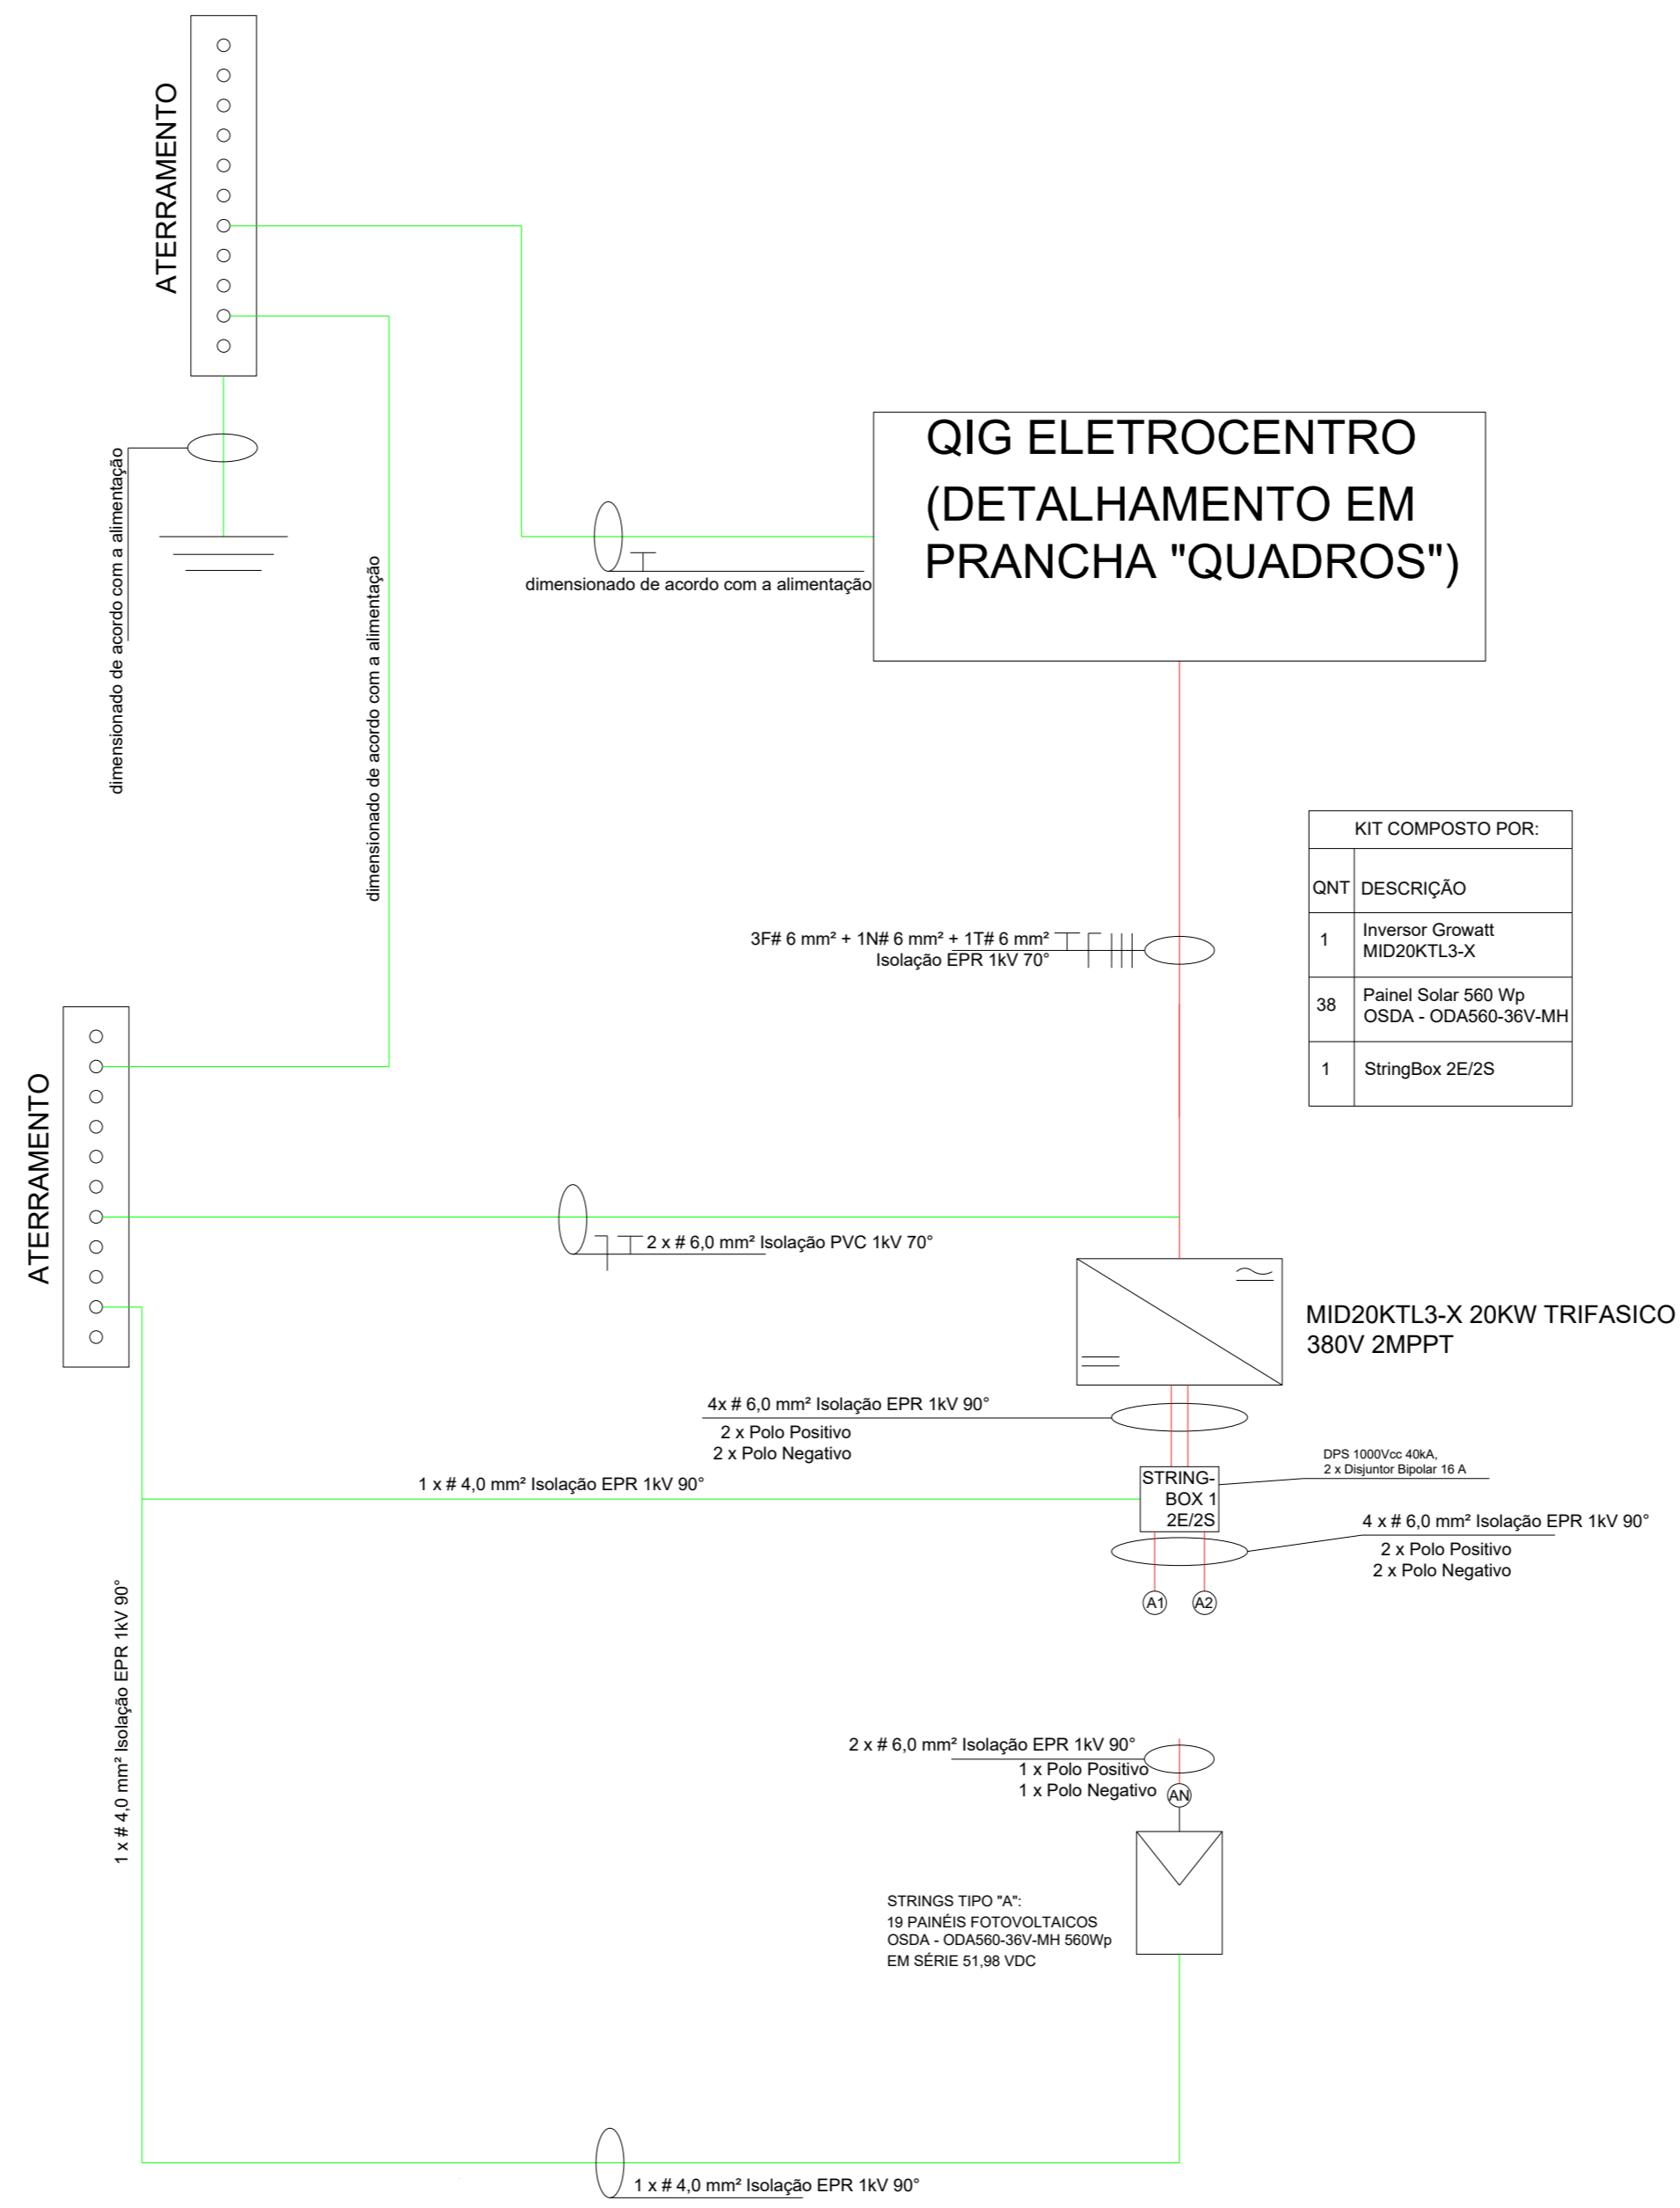 ATERRAMENTO
dimensionado de acordo com a alimentação
dimensionado de acordo com a alimentação
QIG ELETROCENTRO
(DETALHAMENTO EM
PRANCHA "QUADROS")
dimensionado de acordo com a alimentação
KIT COMPOSTO POR:
QNT DESCRIÇÃO
1 Inversor Growatt
MID20KTL3-X
38 Painel Solar 560 Wp
OSDA - ODA560-36V-MH
1 StringBox 2E/2S
3F# 6 mm² + 1N# 6 mm² + 1T# 6 mm²
Isolação EPR 1kV 70°
ATERRAMENTO
2 x # 6,0 mm² Isolação PVC 1kV 70°
MID20KTL3-X 20KW TRIFASICO
380V 2MPPT
4x # 6,0 mm² Isolação EPR 1kV 90°
2 x Polo Positivo
2 x Polo Negativo
DPS 1000Vcc 40kA,
2 x Disjuntor Bipolar 16 A
1 x # 4,0 mm² Isolação EPR 1kV 90°
STRING-
BOX 1
2E/2S
4 x # 6,0 mm² Isolação EPR 1kV 90°
2 x Polo Positivo
2 x Polo Negativo
A1 A2
1 x # 4,0 mm² Isolação EPR 1kV 90°
2 x # 6,0 mm² Isolação EPR 1kV 90°
1 x Polo Positivo
1 x Polo Negativo
AN
STRINGS TIPO "A":
19 PAINÉIS FOTOVOLTAICOS
OSDA - ODA560-36V-MH 560Wp
EM SÉRIE 51,98 VDC
1 x # 4,0 mm² Isolação EPR 1kV 90°